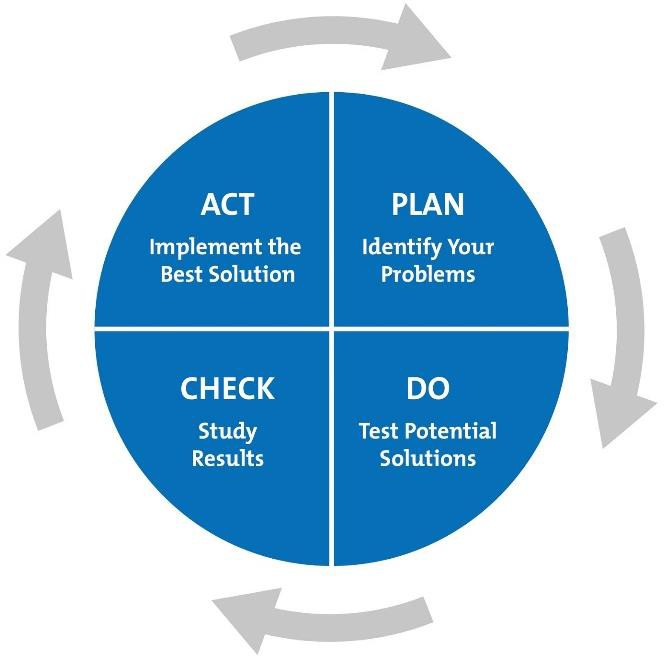 ACT
Implement the
Best Solution
PLAN
Identify Your
Problems
CHECK
Study
Results
DO
Test Potential
Solutions